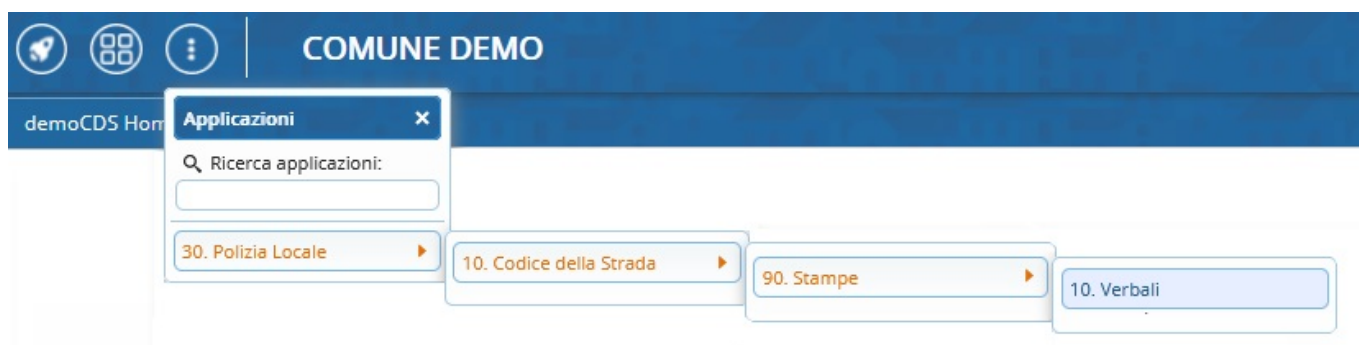 COMUNE DEMO
demoCDS Hom
Applicazioni ×
Ricerca applicazioni:
30. Polizia Locale
10. Codice della Strada
90. Stampe
10. Verbali